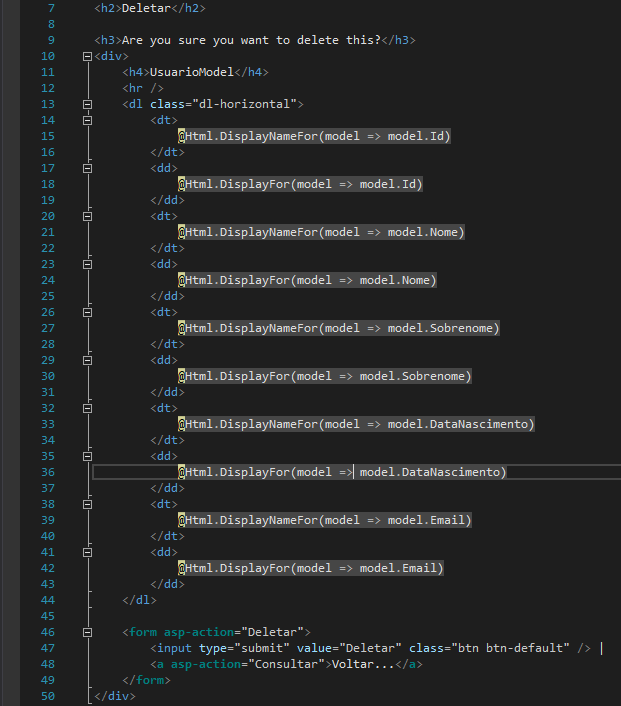 7 <h2>Deletar</h2>
8
9 <h3>Are you sure you want to delete this?</h3>
10 <div>
11 <h4>UsuarioModel</h4>
12 <hr />
13 <dl class="dl-horizontal">
14 <dt>
15 @Html.DisplayNameFor(model => model.Id)
16 </dt>
17 <dd>
18 @Html.DisplayFor(model => model.Id)
19 </dd>
20 <dt>
21 @Html.DisplayNameFor(model => model.Nome)
22 </dt>
23 <dd>
24 @Html.DisplayFor(model => model.Nome)
25 </dd>
26 <dt>
27 @Html.DisplayNameFor(model => model.Sobrenome)
28 </dt>
29 <dd>
30 @Html.DisplayFor(model => model.Sobrenome)
31 </dd>
32 <dt>
33 @Html.DisplayNameFor(model => model.DataNascimento)
34 </dt>
35 <dd>
36 @Html.DisplayFor(model => model.DataNascimento)
37 </dd>
38 <dt>
39 @Html.DisplayNameFor(model => model.Email)
40 </dt>
41 <dd>
42 @Html.DisplayFor(model => model.Email)
43 </dd>
44 </dl>
45
46 <form asp-action="Deletar">
47 <input type="submit" value="Deletar" class="btn btn-default" /> |
48 <a asp-action="Consultar">Voltar...</a>
49 </form>
50 </div>